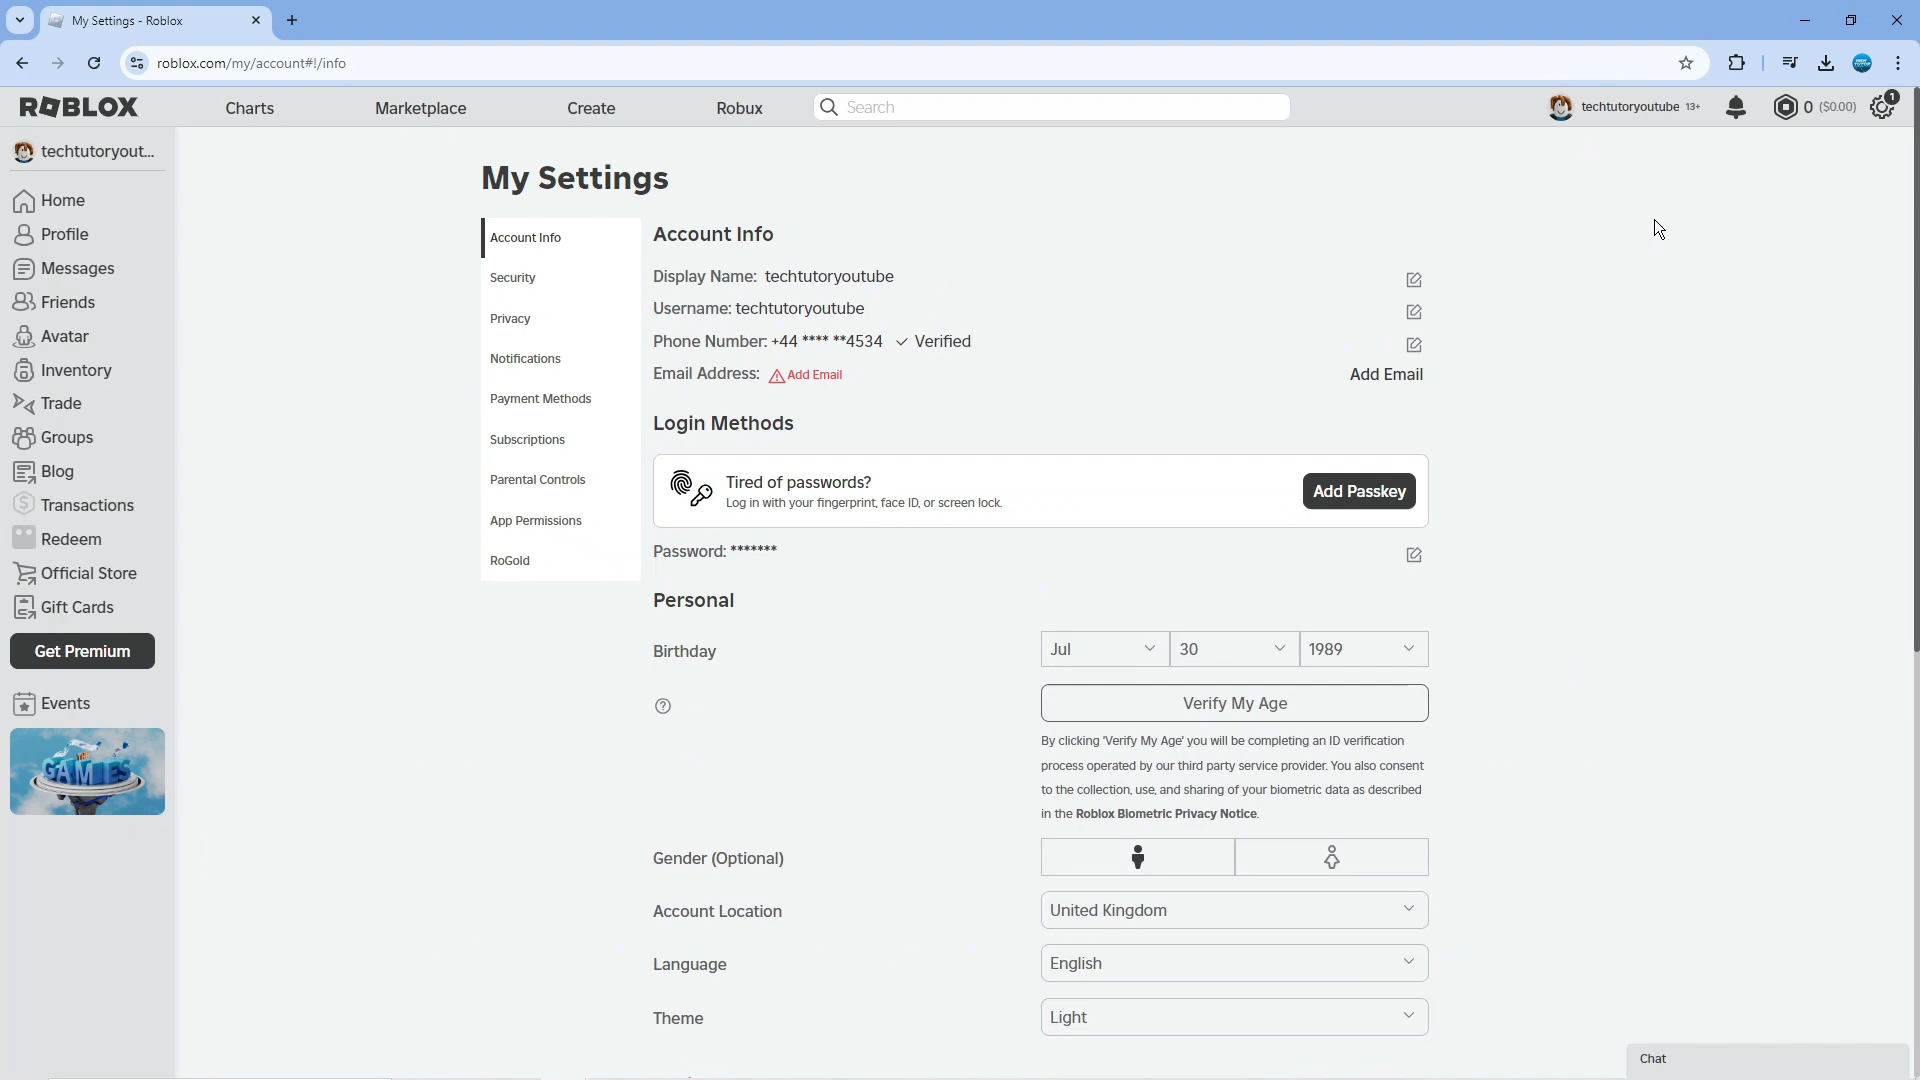 My Settings - Roblox
roblox.com/my/account#!/info
ROBLOX
Charts
Marketplace
Create
Robux
Search
techtutoryoutube 13+
0 ($0.00)
1
techtutoryout...
Home
Profile
Messages
Friends
Avatar
Inventory
Trade
Groups
Blog
Transactions
Redeem
Official Store
Gift Cards
Get Premium
Events
GAMES
My Settings
Account Info
Security
Privacy
Notifications
Payment Methods
Subscriptions
Parental Controls
App Permissions
RoGold
Account Info
Display Name: techtutoryoutube
Username: techtutoryoutube
Phone Number: +44 **** **4534 ✓ Verified
Email Address: Add Email
Add Email
Login Methods
Tired of passwords?
Log in with your fingerprint, face ID, or screen lock.
Add Passkey
Password: *******
Personal
Birthday
Jul
30
1989
Verify My Age
By clicking 'Verify My Age' you will be completing an ID verification
process operated by our third party service provider. You also consent
to the collection, use, and sharing of your biometric data as described
in the Roblox Biometric Privacy Notice.
Gender (Optional)
Account Location
United Kingdom
Language
English
Theme
Light
Chat